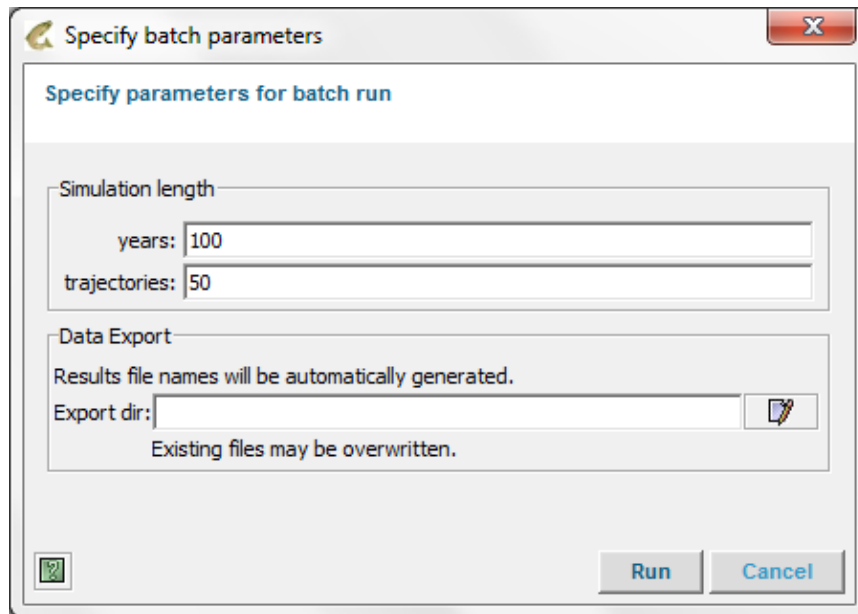 Specify batch parameters
Specify parameters for batch run
Simulation length
years: 100
trajectories: 50
Data Export
Results file names will be automatically generated.
Export dir:
Existing files may be overwritten.
Run Cancel